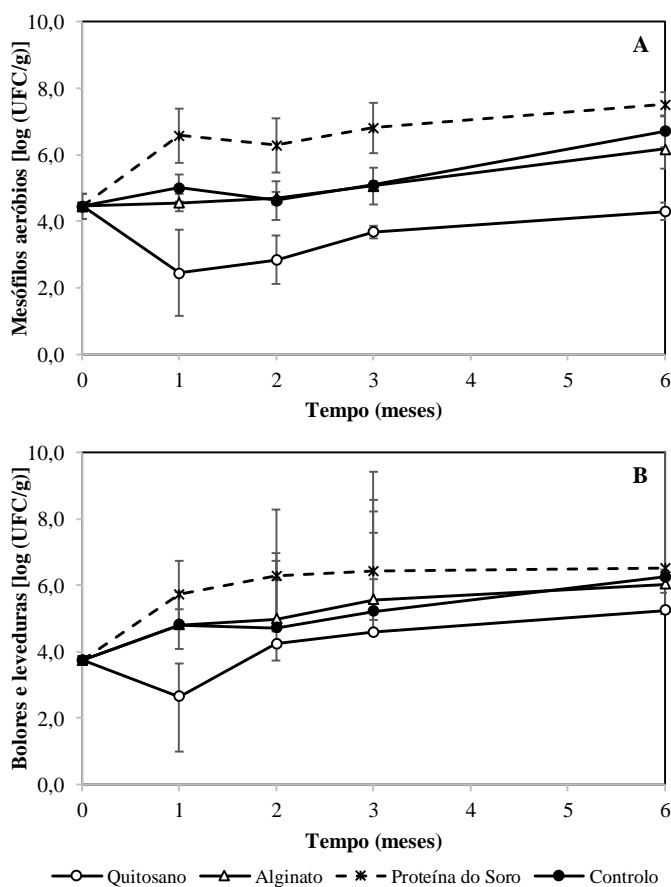 10,0
A
8,0
6,0
4,0
2,0
0,0
Mesófilos aeróbios [log (UFC/g)]
0 1 2 3 4 5 6
Tempo (meses)
10,0
B
8,0
6,0
4,0
2,0
0,0
Bolores e leveduras [log (UFC/g)]
0 1 2 3 4 5 6
Tempo (meses)
Quitosano Alginato Proteína do Soro Controlo